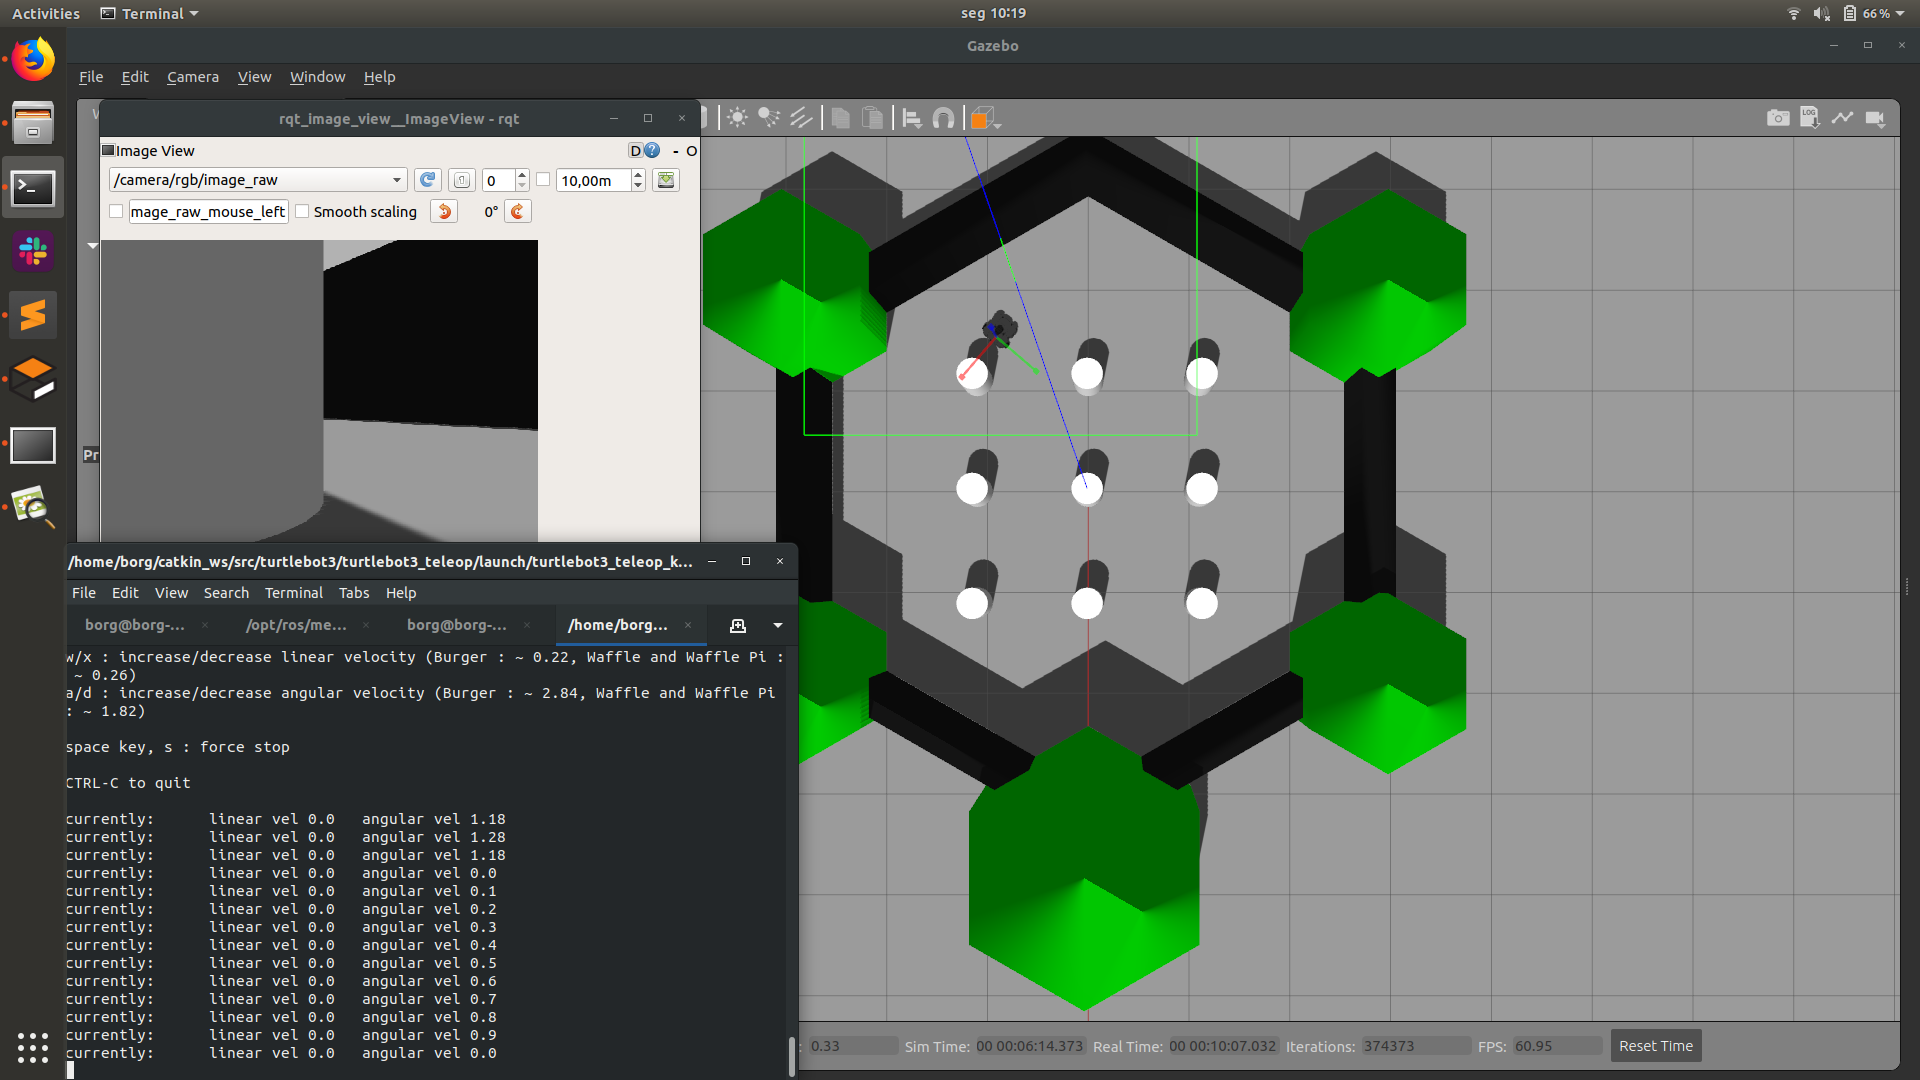 Activities
Terminal
seg 10:19
66%
Gazebo
File Edit Camera View Window Help
rqt_image_view__ImageView - rqt
Image View
D
- O
/camera/rgb/image_raw
0
10,00m
mage_raw_mouse_left
Smooth scaling
0°
LOG
Pr
/home/borg/catkin_ws/src/turtlebot3/turtlebot3_teleop/launch/turtlebot3_teleop_k...
File Edit View Search Terminal Tabs Help
borg@borg-...
/opt/ros/me...
borg@borg-...
/home/borg...
w/x : increase/decrease linear velocity (Burger : ~ 0.22, Waffle and Waffle Pi :
~ 0.26)
a/d : increase/decrease angular velocity (Burger : ~ 2.84, Waffle and Waffle Pi
: ~ 1.82)
space key, s : force stop
CTRL-C to quit
currently: linear vel 0.0 angular vel 1.18
currently: linear vel 0.0 angular vel 1.28
currently: linear vel 0.0 angular vel 1.18
currently: linear vel 0.0 angular vel 0.0
currently: linear vel 0.0 angular vel 0.1
currently: linear vel 0.0 angular vel 0.2
currently: linear vel 0.0 angular vel 0.3
currently: linear vel 0.0 angular vel 0.4
currently: linear vel 0.0 angular vel 0.5
currently: linear vel 0.0 angular vel 0.6
currently: linear vel 0.0 angular vel 0.7
currently: linear vel 0.0 angular vel 0.8
currently: linear vel 0.0 angular vel 0.9
currently: linear vel 0.0 angular vel 0.0
: 0.33 Sim Time: 00 00:06:14.373 Real Time: 00 00:10:07.032 Iterations: 374373 FPS: 60.95 Reset Time